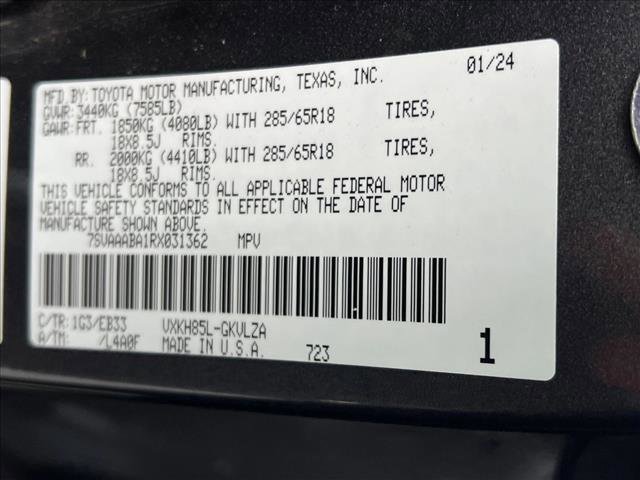 MFD.BY:TOYOTA MOTOR MANUFACTURING, TEXAS, INC. 01/24
GVWR: 3440KG (7585LB)
GAWR:FRT. 1850KG (4080LB) WITH 285/65R18 TIRES,
18X8.5J RIMS.
RR. 2000KG (4410LB) WITH 285/65R18 TIRES,
18X8.5J RIMS.
THIS VEHICLE CONFORMS TO ALL APPLICABLE FEDERAL MOTOR
VEHICLE SAFETY STANDARDS IN EFFECT ON THE DATE OF
MANUFACTURE SHOWN ABOVE.
7SVAAABA1RX031362 MPV
C/TR:1G3/EB33 VXKH85L-GKVLZA
A/TM: /L4A0F MADE IN U.S.A. 723 1